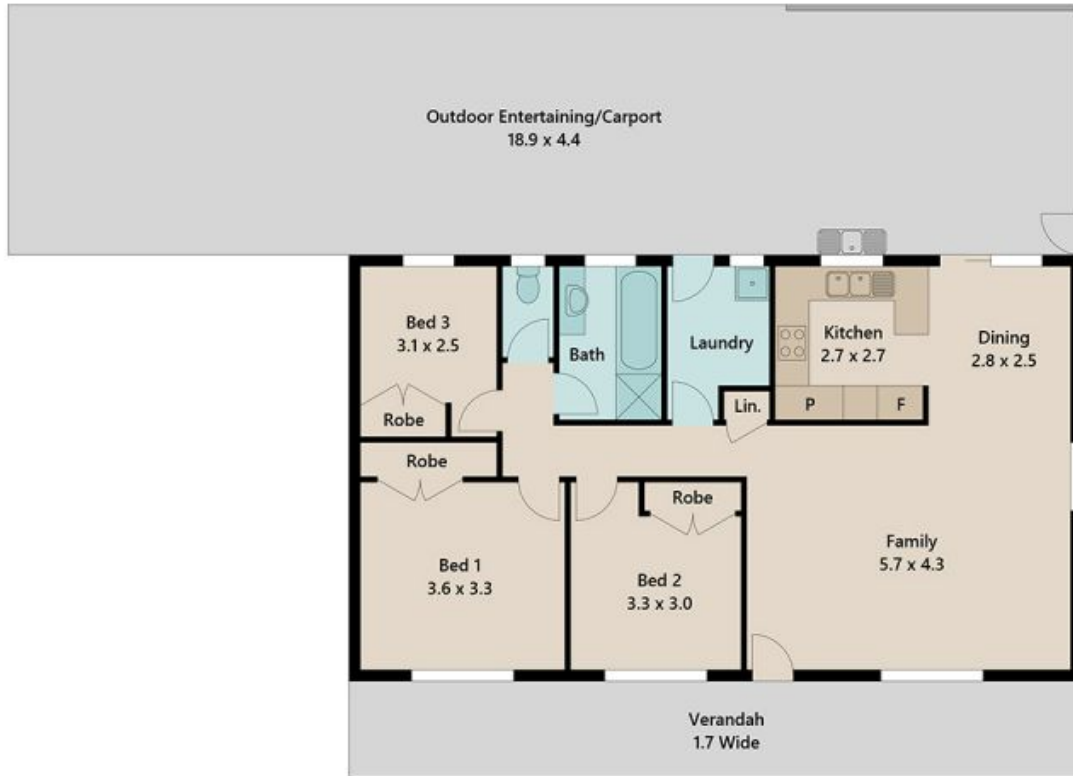 Outdoor Entertaining/Carport
18.9 x 4.4
Bed 3
3.1 x 2.5
Robe
Bath
Laundry
Lin.
Kitchen
2.7 x 2.7
P
F
Dining
2.8 x 2.5
Robe
Bed 1
3.6 x 3.3
Robe
Bed 2
3.3 x 3.0
Family
5.7 x 4.3
Verandah
1.7 Wide